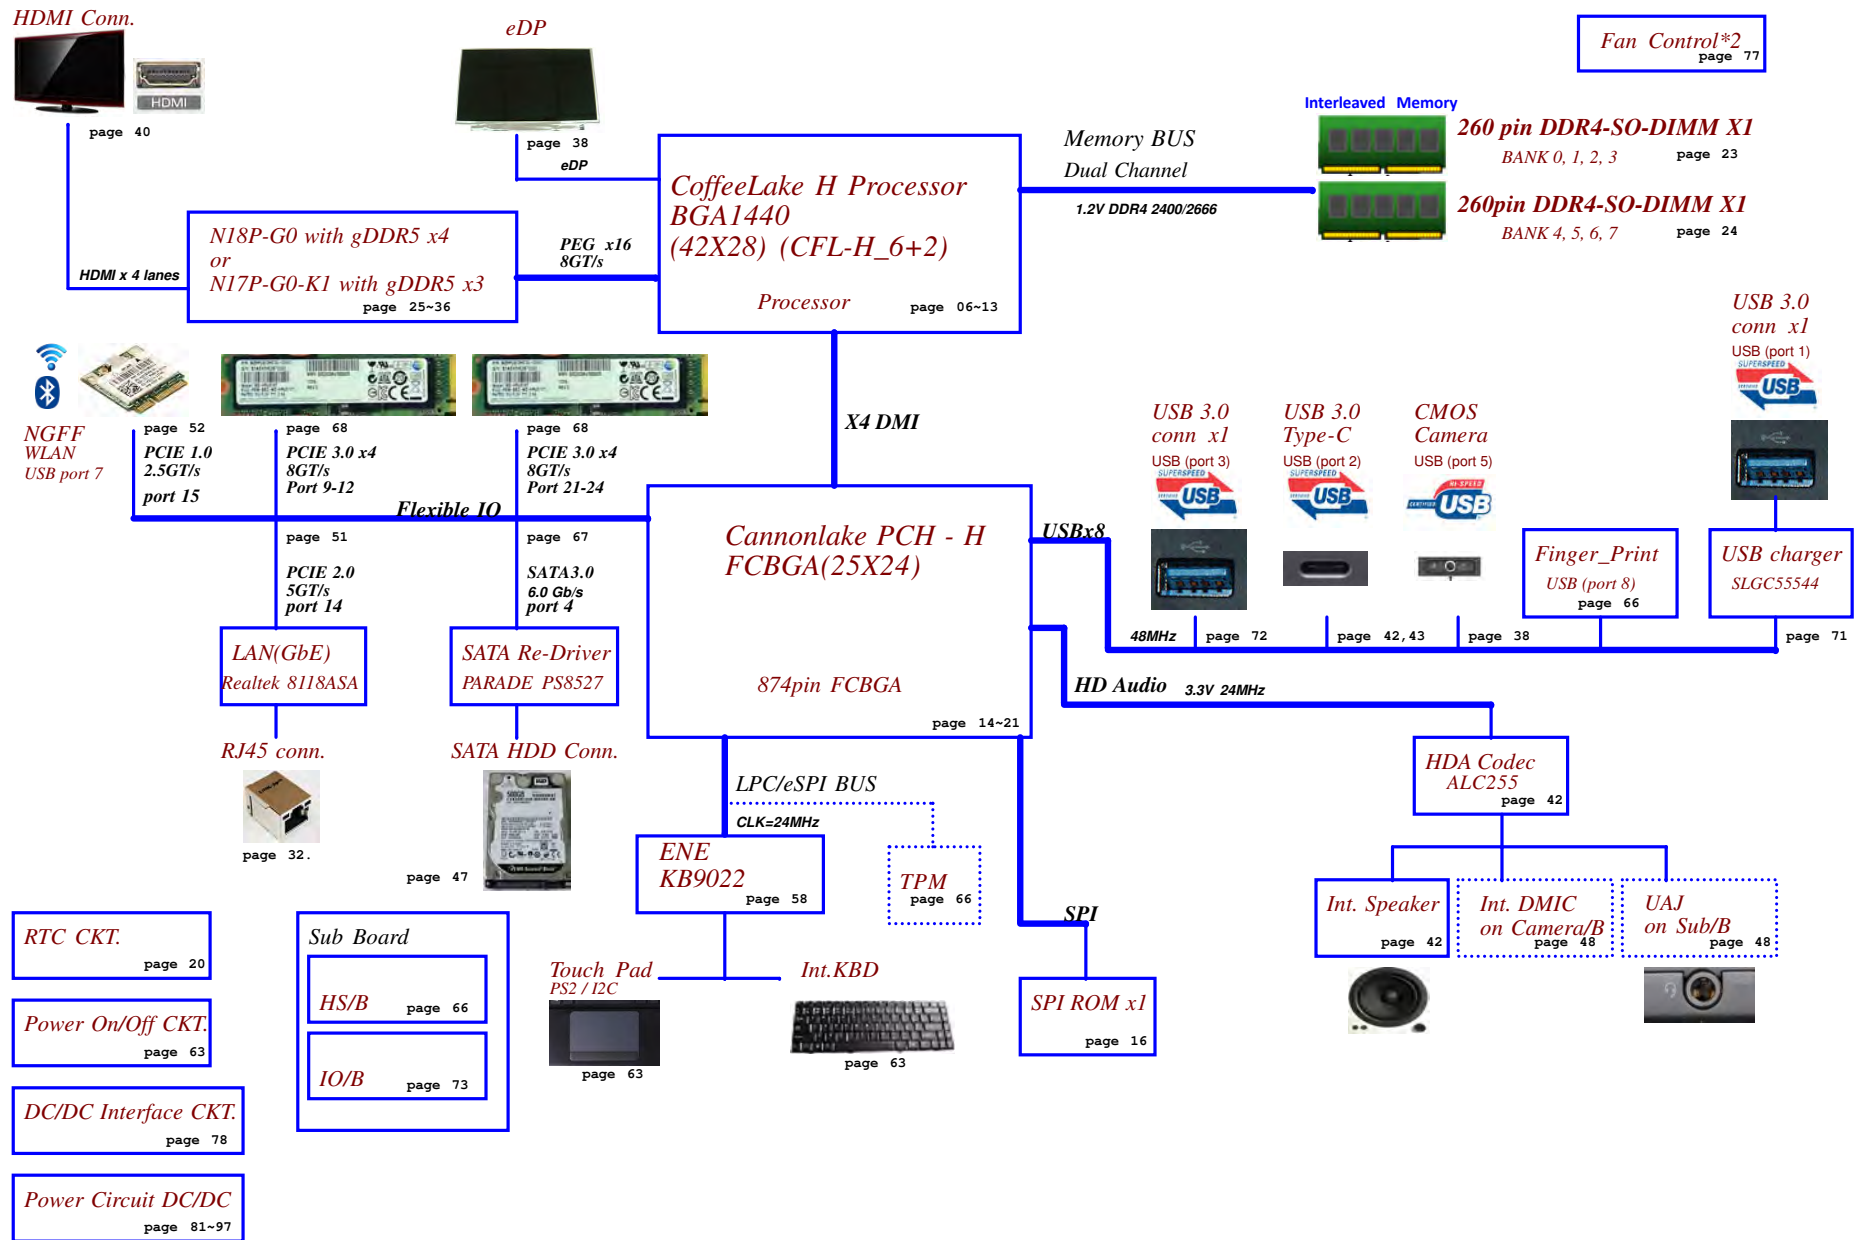 HDMI Conn.
HDMI
page 40
eDP
page 38
eDP
Fan Control*2
page 77
Interleaved Memory
260 pin DDR4-SO-DIMM X1
BANK 0, 1, 2, 3 page 23
260pin DDR4-SO-DIMM X1
BANK 4, 5, 6, 7 page 24
Memory BUS
Dual Channel
1.2V DDR4 2400/2666
CoffeeLake H Processor
BGA1440
(42X28) (CFL-H_6+2)
Processor page 06~13
N18P-G0 with gDDR5 x4
or
N17P-G0-K1 with gDDR5 x3
page 25~36
HDMI x 4 lanes
PEG x16
8GT/s
NGFF
WLAN
USB port 7
page 52
PCIE 1.0
2.5GT/s
port 15
page 68
PCIE 3.0 x4
8GT/s
Port 9-12
page 68
PCIE 3.0 x4
8GT/s
Port 21-24
X4 DMI
Flexible IO
page 51
PCIE 2.0
5GT/s
port 14
page 67
SATA3.0
6.0 Gb/s
port 4
LAN(GbE)
Realtek 8118ASA
SATA Re-Driver
PARADE PS8527
RJ45 conn.
page 32.
SATA HDD Conn.
page 47
Cannonlake PCH - H
FCBGA(25X24)
874pin FCBGA
page 14~21
USBx8
48MHz
USB 3.0
conn x1
USB (port 3)
SUPERSPEED
CERTIFIED USB
page 72
USB 3.0
Type-C
USB (port 2)
SUPERSPEED
CERTIFIED USB
page 42,43
CMOS
Camera
USB (port 5)
HI-SPEED
CERTIFIED USB
page 38
Finger_Print
USB (port 8)
page 66
USB 3.0
conn x1
USB (port 1)
SUPERSPEED
CERTIFIED USB
USB charger
SLGC55544
page 71
HD Audio 3.3V 24MHz
HDA Codec
ALC255
page 42
Int. Speaker
page 42
Int. DMIC
on Camera/B
page 48
UAJ
on Sub/B
page 48
LPC/eSPI BUS
CLK=24MHz
ENE
KB9022
page 58
TPM
page 66
SPI
SPI ROM x1
page 16
Touch Pad
PS2 / I2C
page 63
Int.KBD
page 63
RTC CKT.
page 20
Power On/Off CKT.
page 63
DC/DC Interface CKT.
page 78
Power Circuit DC/DC
page 81~97
Sub Board
HS/B page 66
IO/B page 73